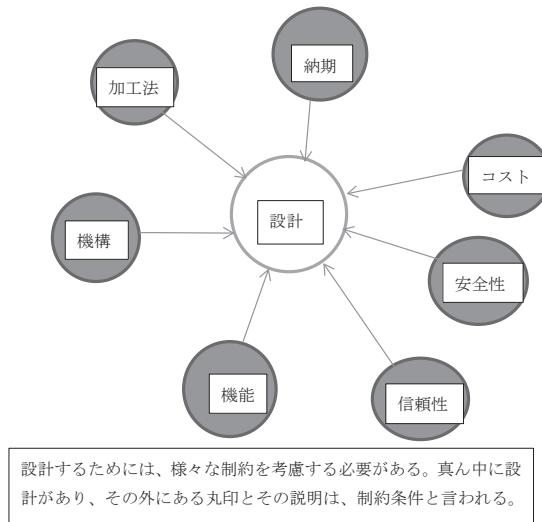 納期
加工法
コスト
設計
機構
安全性
機能
信頼性
設計するためには、様々な制約を考慮する必要がある。真ん中に設
計があり、その外にある丸印とその説明は、制約条件と言われる。